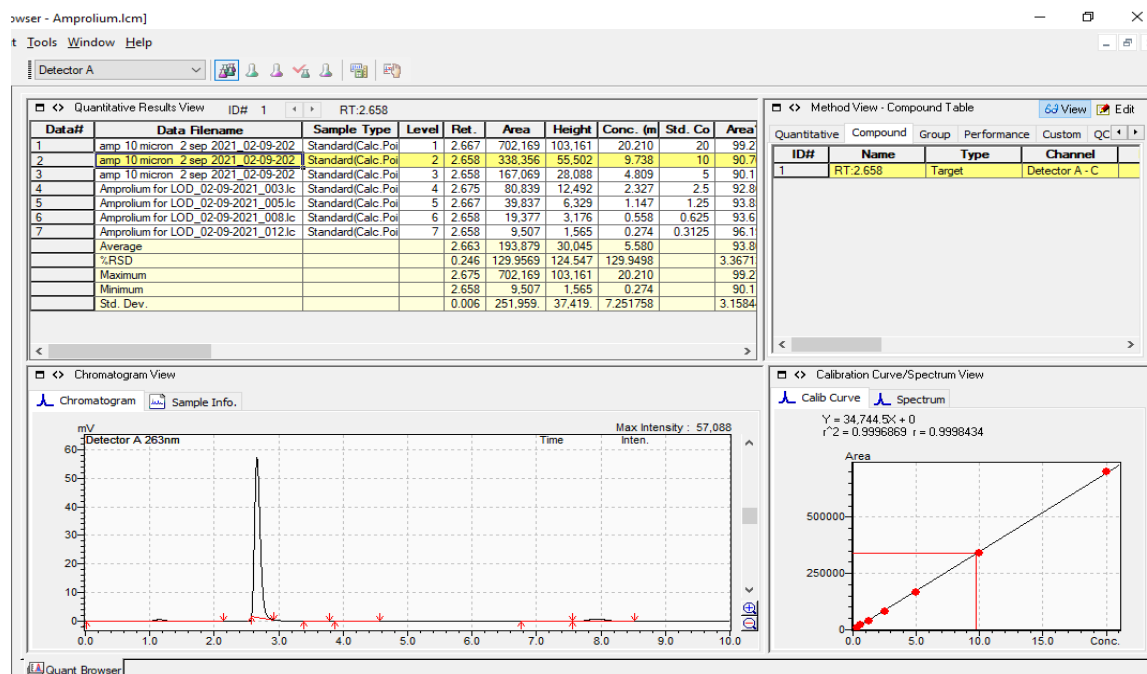 owser - Amprolium.lcm]
t Tools Window Help
Detector A
Quantitative Results View ID# 1 RT:2.658
Data# Data Filename Sample Type Level Ret. Area Height Conc. (m Std. Co Area
1 amp 10 micron 2 sep 2021_02-09-202 Standard(Calc.Poi 1 2.667 702,169 103,161 20.210 20 99.2
2 amp 10 micron 2 sep 2021_02-09-202 Standard(Calc.Poi 2 2.658 338,356 55,502 9.738 10 90.7
3 amp 10 micron 2 sep 2021_02-09-202 Standard(Calc.Poi 3 2.658 167,069 28,088 4.809 5 90.1
4 Amprolium for LOD_02-09-2021_003.lc Standard(Calc.Poi 4 2.675 80,839 12,492 2.327 2.5 92.8
5 Amprolium for LOD_02-09-2021_005.lc Standard(Calc.Poi 5 2.667 39,837 6,329 1.147 1.25 93.8
6 Amprolium for LOD_02-09-2021_008.lc Standard(Calc.Poi 6 2.658 19,377 3,176 0.558 0.625 93.6
7 Amprolium for LOD_02-09-2021_012.lc Standard(Calc.Poi 7 2.658 9,507 1,565 0.274 0.3125 96.1
Average 2.663 193,879 30,045 5.580 93.8
%RSD 0.246 129.9569 124.547 129.9498 3.3671
Maximum 2.675 702,169 103,161 20.210 99.2
Minimum 2.658 9,507 1,565 0.274 90.1
Std. Dev. 0.006 251,959. 37,419. 7.251758 3.1584
Method View - Compound Table View Edit
Quantitative Compound Group Performance Custom QC
ID# Name Type Channel
1 RT:2.658 Target Detector A - C
Chromatogram View
Chromatogram Sample Info.
mV Max Intensity : 57,088
Detector A 263nm Time Inten.
60
50
40
30
20
10
0
0.0 1.0 2.0 3.0 4.0 5.0 6.0 7.0 8.0 9.0 10.0
Calibration Curve/Spectrum View
Calib Curve Spectrum
Y = 34,744.5X + 0
r^2 = 0.9996869 r = 0.9998434
Area
500000
250000
0
0.0 5.0 10.0 15.0 Conc.
Quant Browser